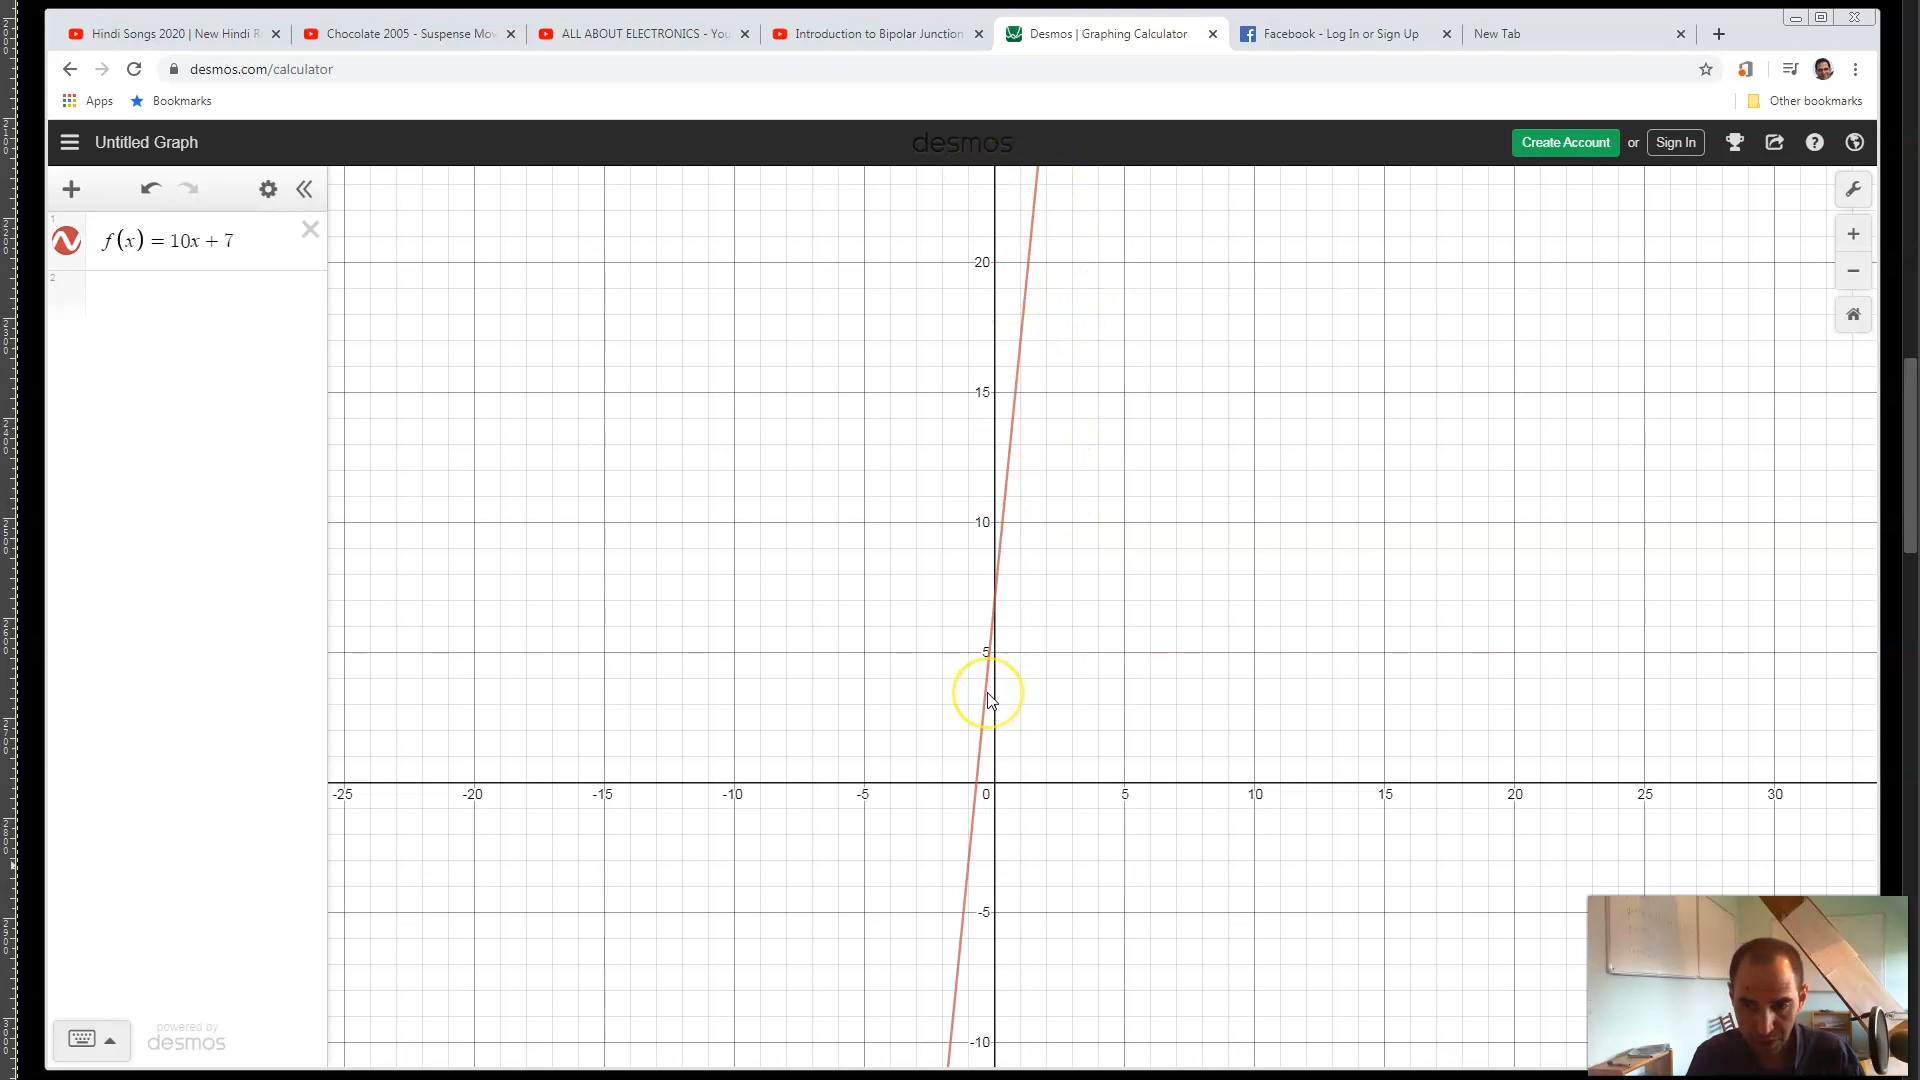 Hindi Songs 2020 | New Hindi R
Chocolate 2005 - Suspense Mov
ALL ABOUT ELECTRONICS - You
Introduction to Bipolar Junction
Desmos | Graphing Calculator
Facebook - Log In or Sign Up
New Tab
desmos.com/calculator
Apps
Bookmarks
Other bookmarks
Untitled Graph
desmos
Create Account or Sign In
1
f(x) = 10x + 7
2
20
15
10
5
-25 -20 -15 -10 -5 0 5 10 15 20 25 30
-5
-10
powered by
desmos